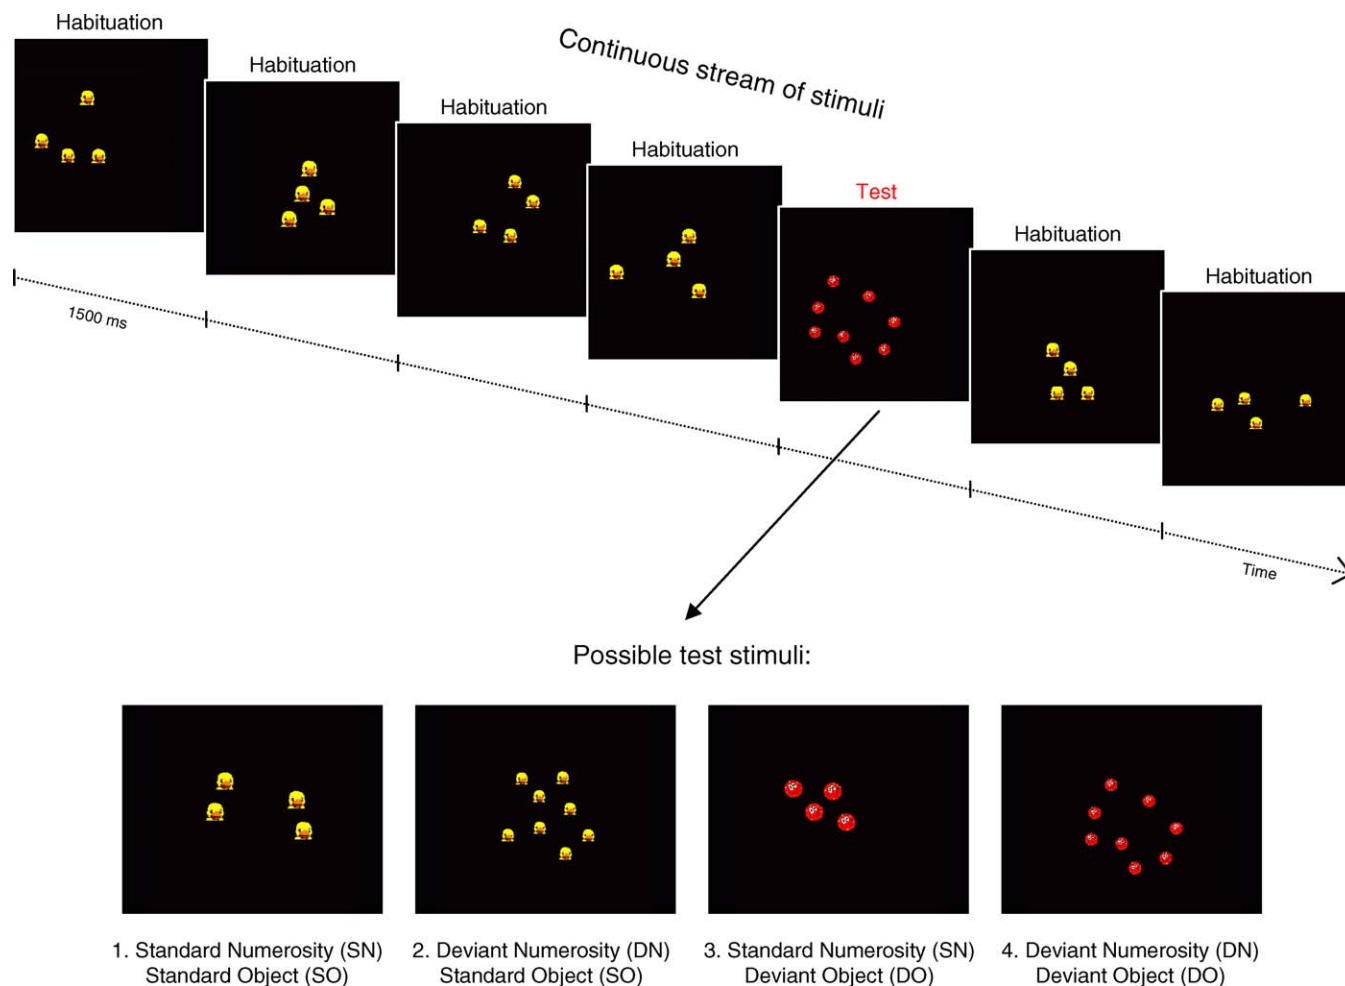 Habituation
Habituation
Habituation
Habituation
Test
Habituation
Habituation
Continuous stream of stimuli
1500 ms
Time
Possible test stimuli:
1. Standard Numerosity (SN)
Standard Object (SO)
2. Deviant Numerosity (DN)
Standard Object (SO)
3. Standard Numerosity (SN)
Deviant Object (DO)
4. Deviant Numerosity (DN)
Deviant Object (DO)